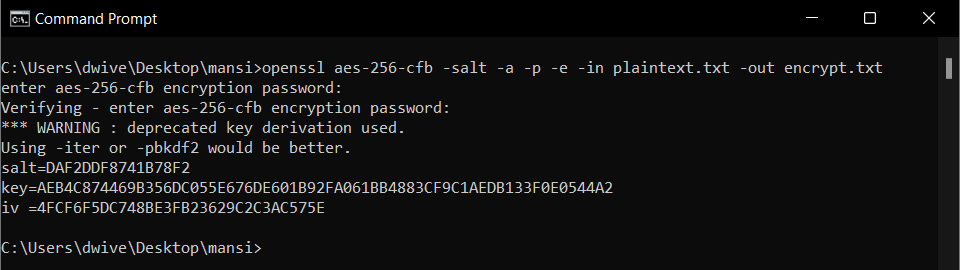 Command Prompt
C:\Users\dwive\Desktop\mansi>openssl aes-256-cfb -salt -a -p -e -in plaintext.txt -out encrypt.txt
enter aes-256-cfb encryption password:
Verifying - enter aes-256-cfb encryption password:
*** WARNING : deprecated key derivation used.
Using -iter or -pbkdf2 would be better.
salt=DAF2DDF8741B78F2
key=AEB4C874469B356DC055E676DE601B92FA061BB4883CF9C1AEDB133F0E0544A2
iv =4FCF6F5DC748BE3FB23629C2C3AC575E
C:\Users\dwive\Desktop\mansi>